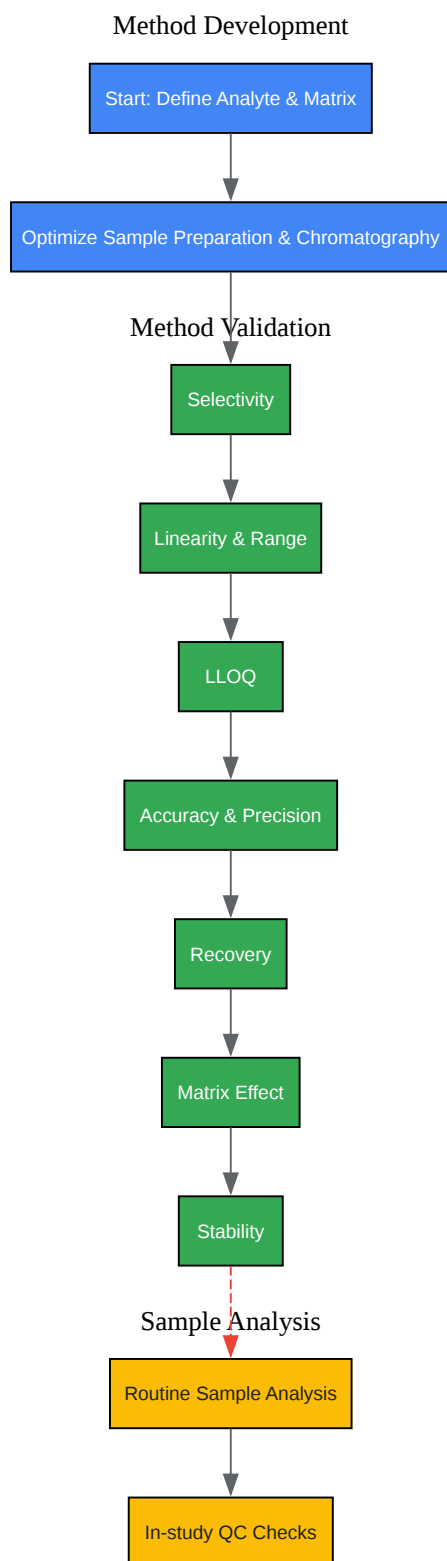 Method Development
Start: Define Analyte & Matrix
Optimize Sample Preparation & Chromatography
Method Validation
Selectivity
Linearity & Range
LLOQ
Accuracy & Precision
Recovery
Matrix Effect
Stability
Sample Analysis
Routine Sample Analysis
In-study QC Checks